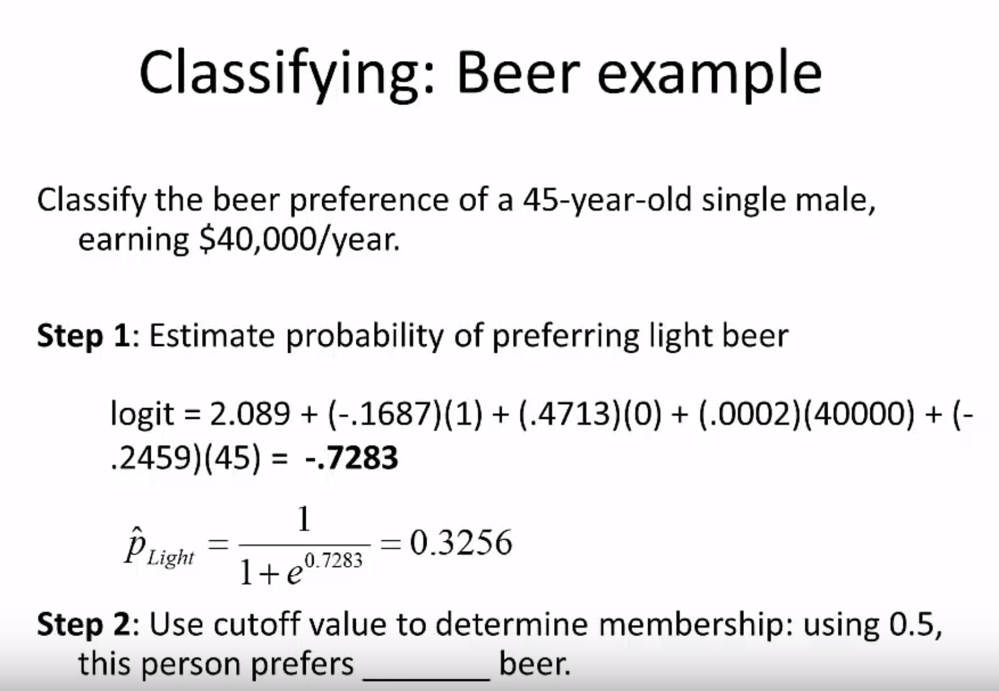 Classifying: Beer example
Classify the beer preference of a 45-year-old single male,
earning $40,000/year.
Step 1: Estimate probability of preferring light beer
logit = 2.089 + (-.1687)(1) + (.4713)(0) + (.0002)(40000) + (-
.2459)(45) = -.7283
p̂_Light = 1 / (1 + e^0.7283) = 0.3256
Step 2: Use cutoff value to determine membership: using 0.5,
this person prefers ________ beer.